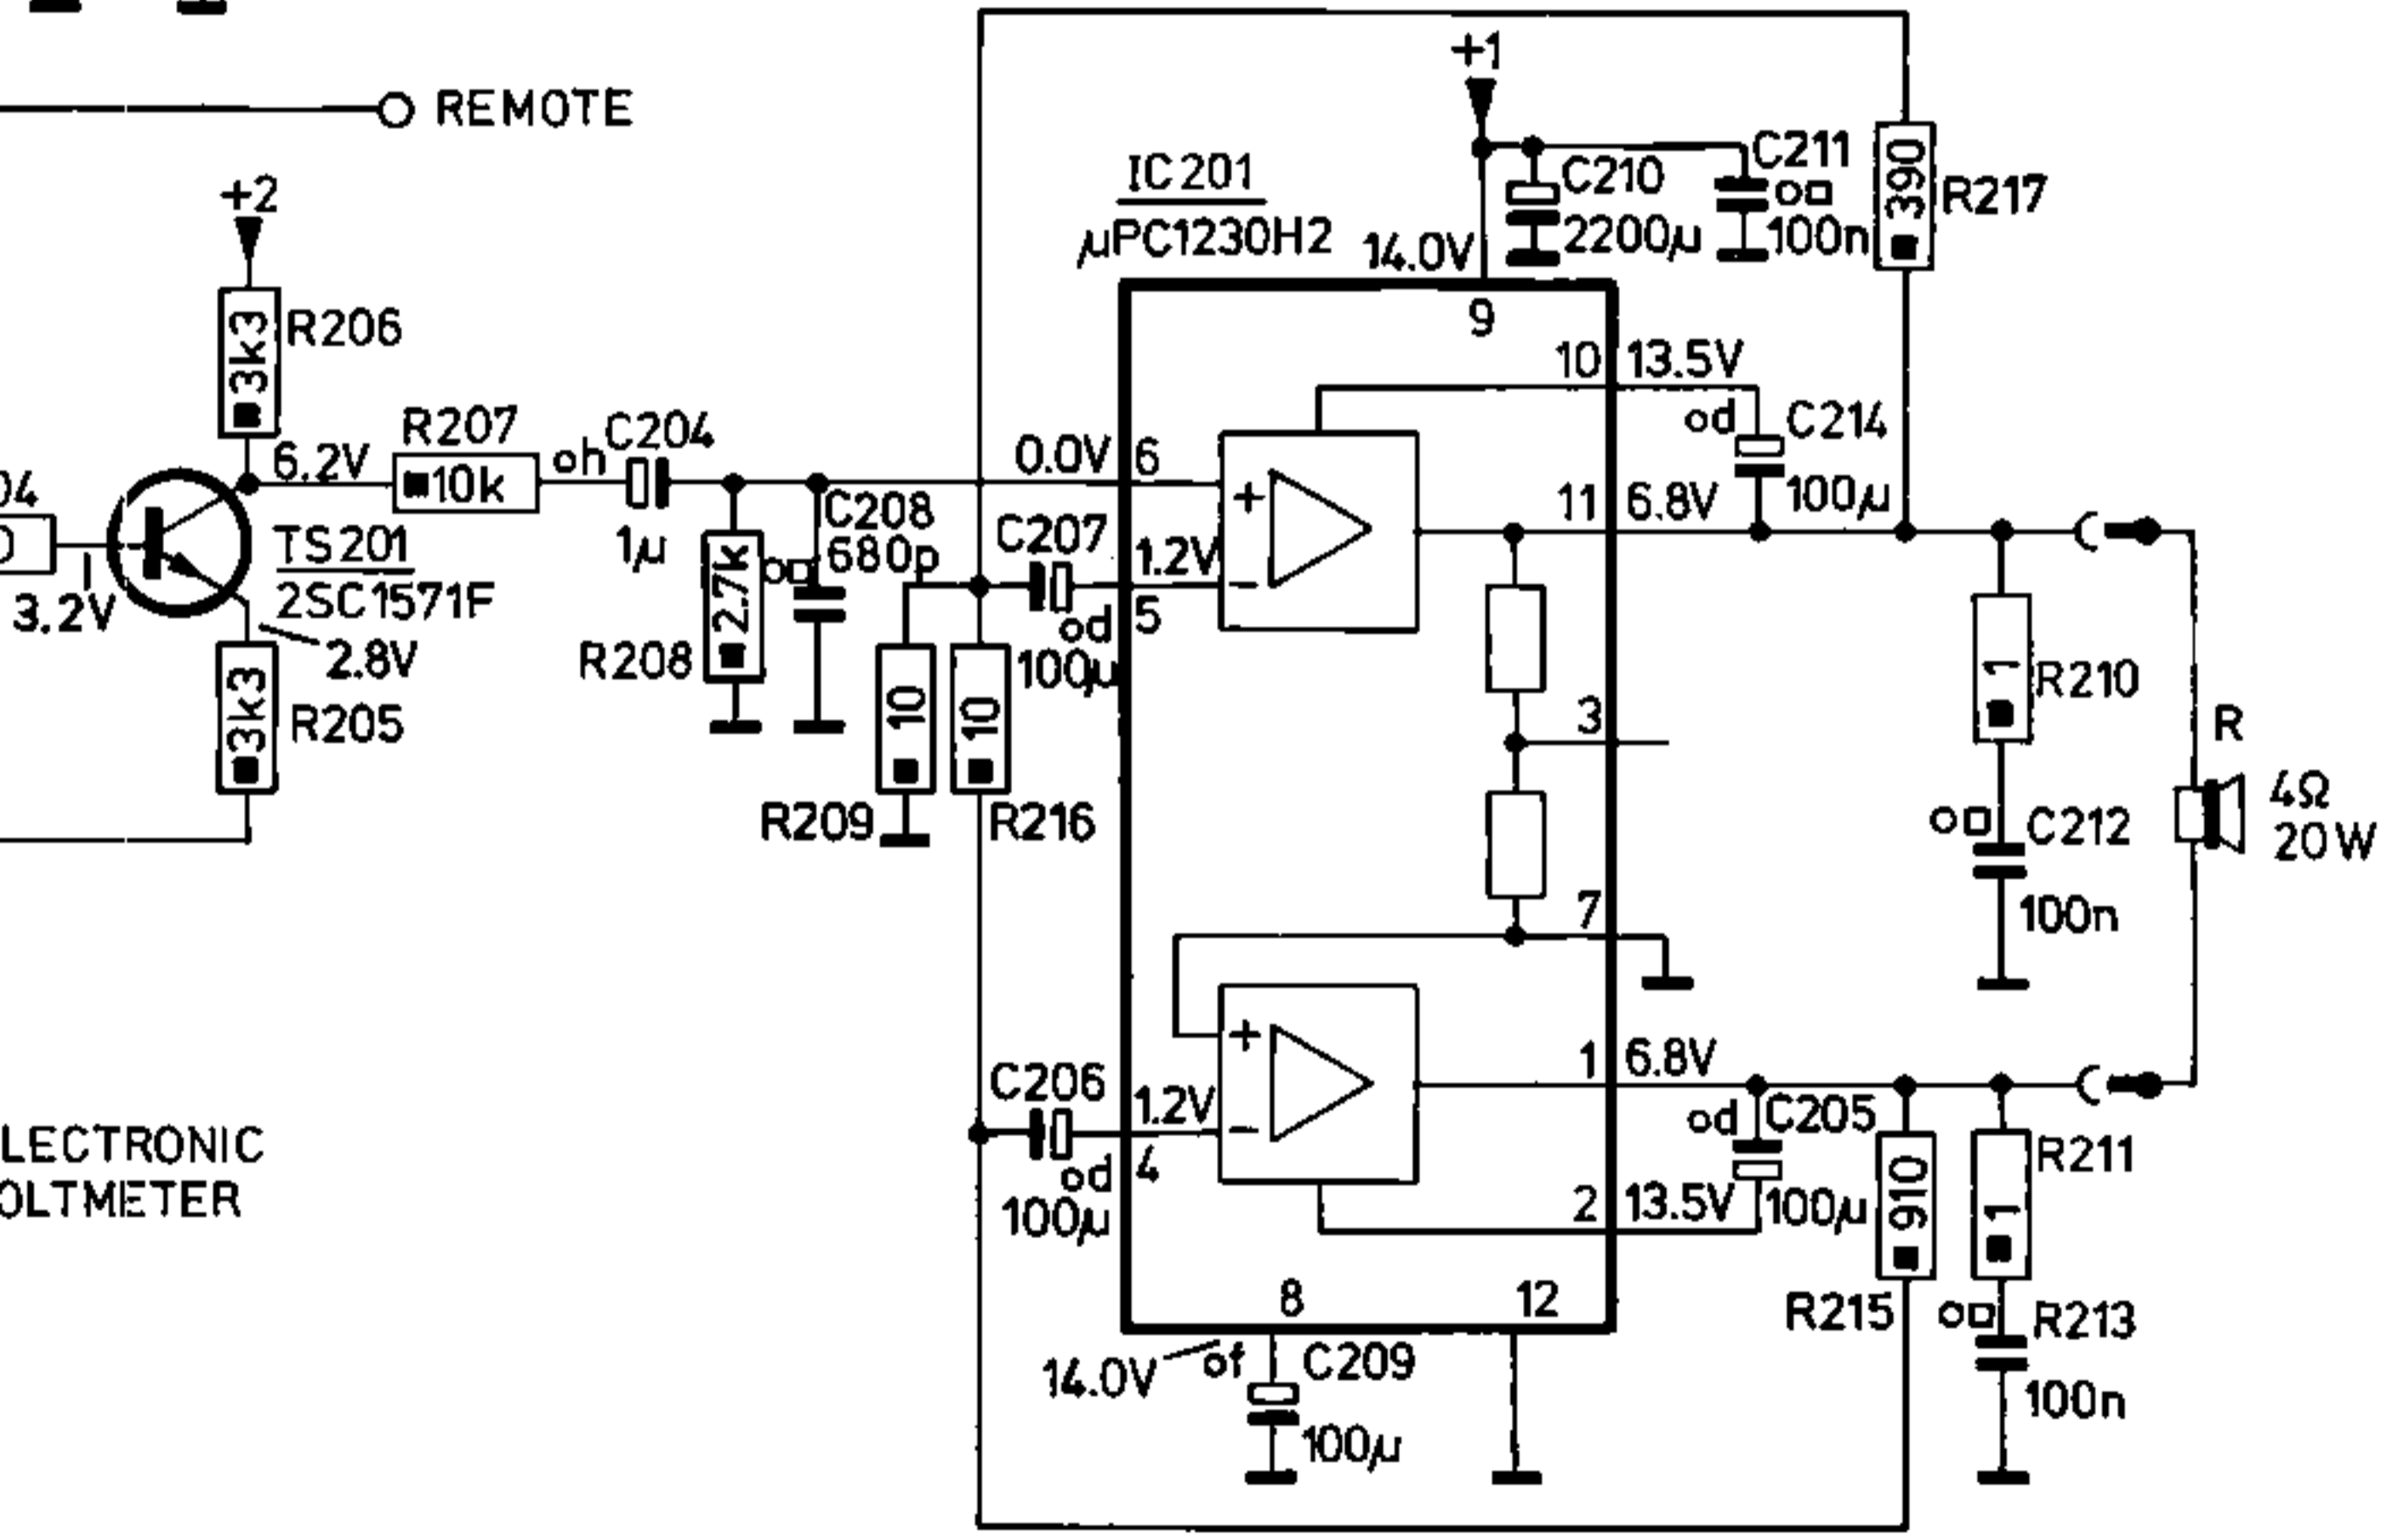 REMOTE
+1
+2
IC201
µPC1230H2
14.0V
C210
2200µ
C211
100n
390
R217
9
R206
3k3
10
13.5V
6.2V
R207
10k
oh
C204
1µ
0.0V
6
od
C214
100µ
11
6.8V
04
TS201
2SC1571F
3.2V
2.8V
3k3
R205
2.7k
R208
C208
680p
C207
od
100µ
1.2V
5
+
−
10
R209
10
R216
3
7
1
R210
C212
100n
R
4Ω
20W
LECTRONIC
OLTMETER
C206
od
100µ
1.2V
4
+
−
1
6.8V
od
C205
100µ
2
13.5V
910
R215
R211
1
R213
100n
8
12
14.0V
of
C209
100µ